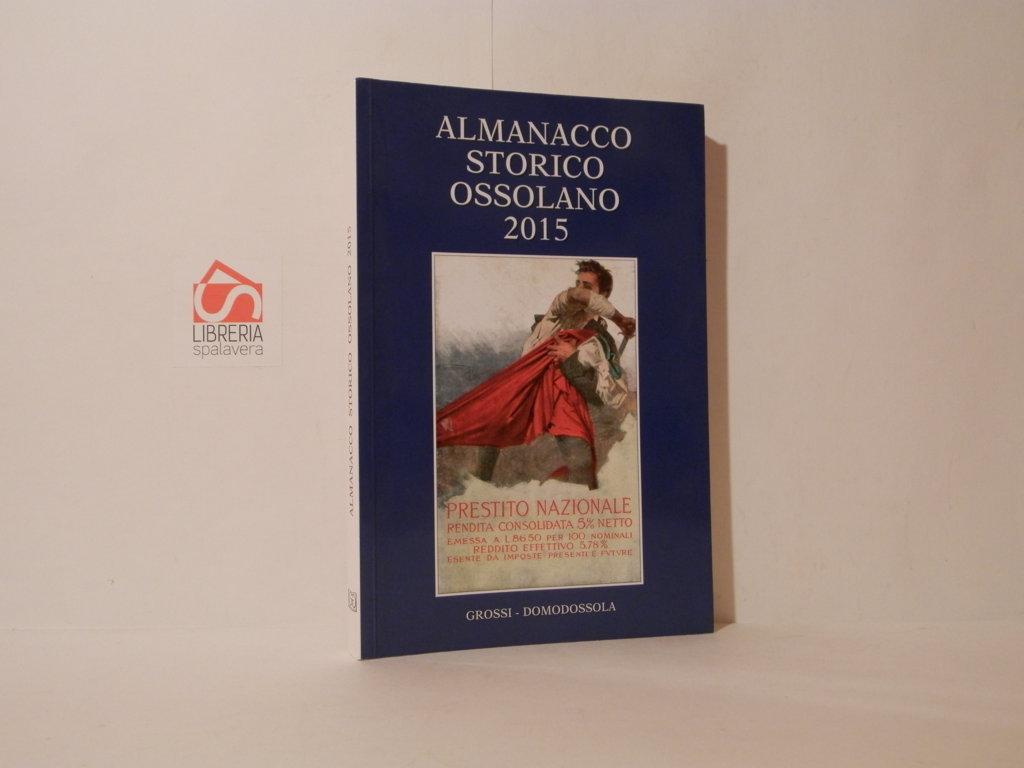 ALMANACCO
STORICO
OSSOLANO
2015
PRESTITO NAZIONALE
RENDITA CONSOLIDATA 5% NETTO
EMESSA A L.86.50 PER 100 NOMINALI
REDDITO EFFETTIVO 5.78%
ESENTE DA IMPOSTE PRESENTI E FVTVRE
GROSSI - DOMODOSSOLA
ALMANACCO STORICO OSSOLANO 2015
LIBRERIA
spalavera